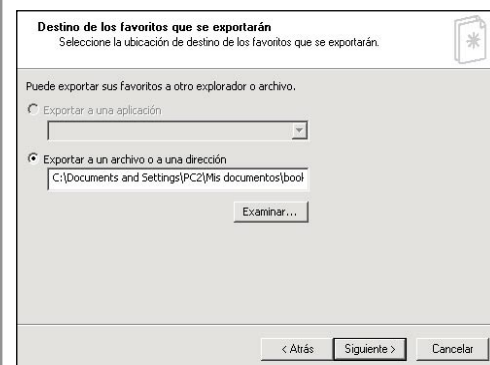 Destino de los favoritos que se exportarán
Seleccione la ubicación de destino de los favoritos que se exportarán.
Puede exportar sus favoritos a otro explorador o archivo.
Exportar a una aplicación
Exportar a un archivo o a una dirección
C:\Documents and Settings\PC2\Mis documentos\book
Examinar...
< Atrás
Siguiente >
Cancelar